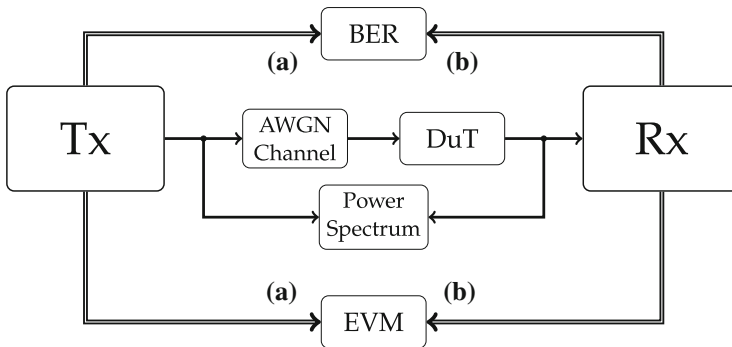 BER
(a)
(b)
Tx
AWGN
Channel
DuT
Rx
Power
Spectrum
(a)
(b)
EVM